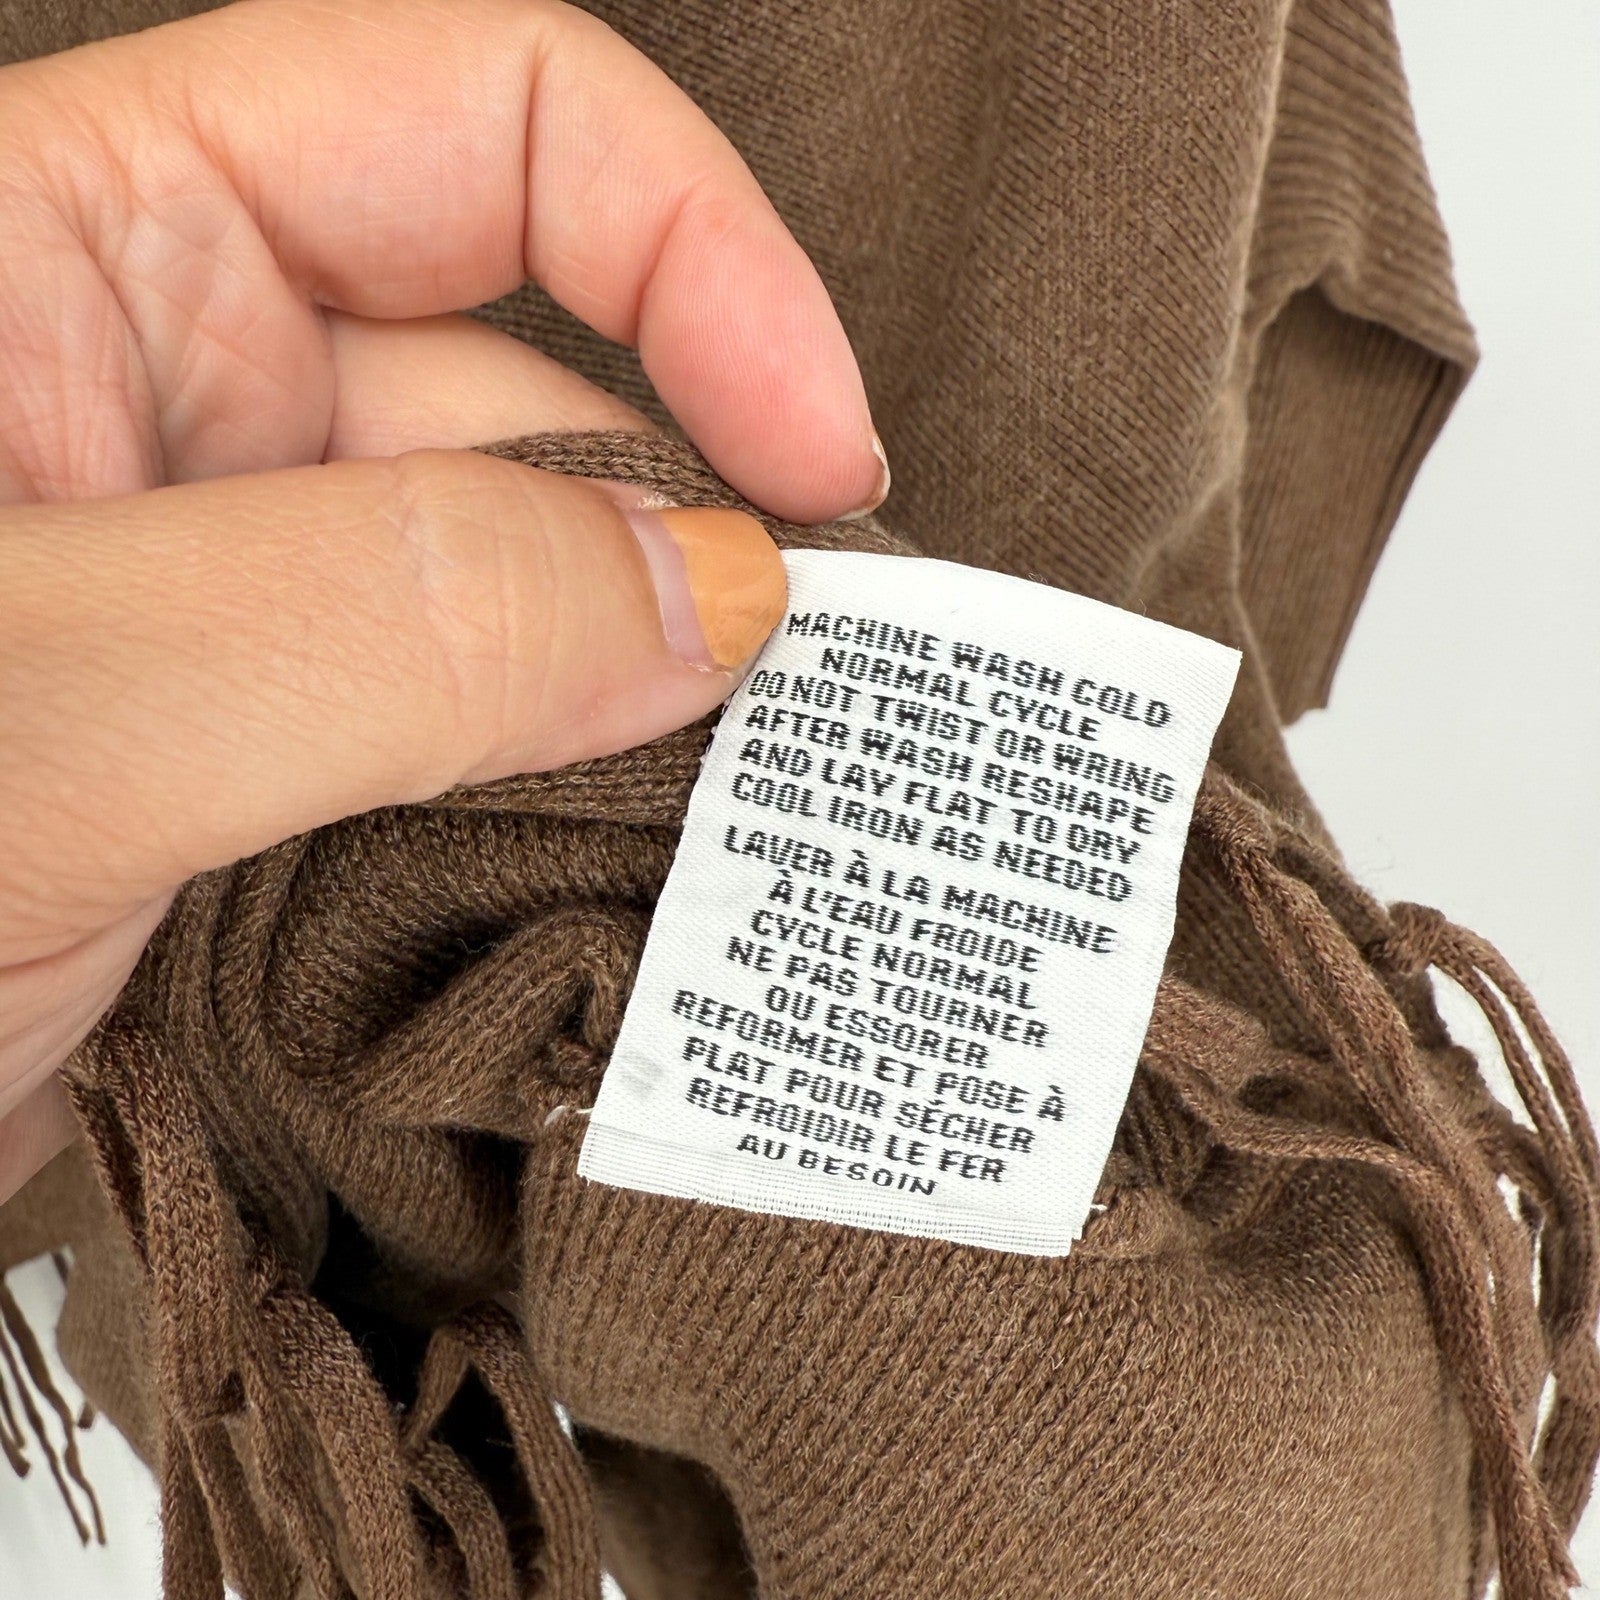 MACHINE WASH COLD
NORMAL CYCLE
DO NOT TWIST OR WRING
AFTER WASH RESHAPE
AND LAY FLAT TO DRY
COOL IRON AS NEEDED
LAVER À LA MACHINE
À L'EAU FROIDE
CYCLE NORMAL
NE PAS TOURNER
OU ESSORER
REFORMER ET POSE À
PLAT POUR SÉCHER
REFROIDIR LE FER
AU BESOIN